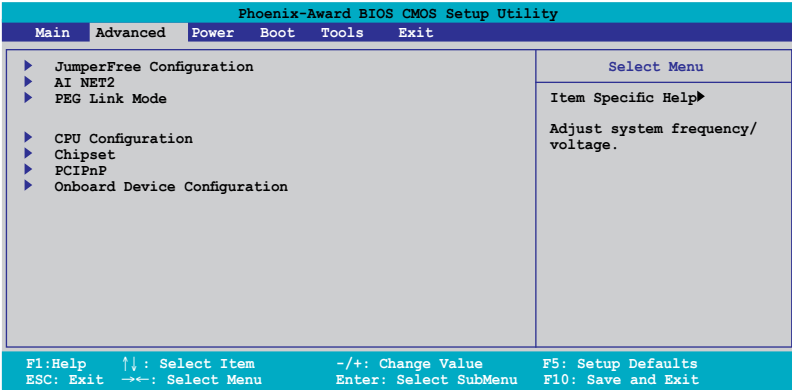 Phoenix-Award BIOS CMOS Setup Utility
Main Advanced Power Boot Tools Exit
JumperFree Configuration
AI NET2
PEG Link Mode
CPU Configuration
Chipset
PCIPnP
Onboard Device Configuration
Select Menu
Item Specific Help
Adjust system frequency/
voltage.
F1:Help ↑↓ : Select Item -/+: Change Value F5: Setup Defaults
ESC: Exit →←: Select Menu Enter: Select SubMenu F10: Save and Exit